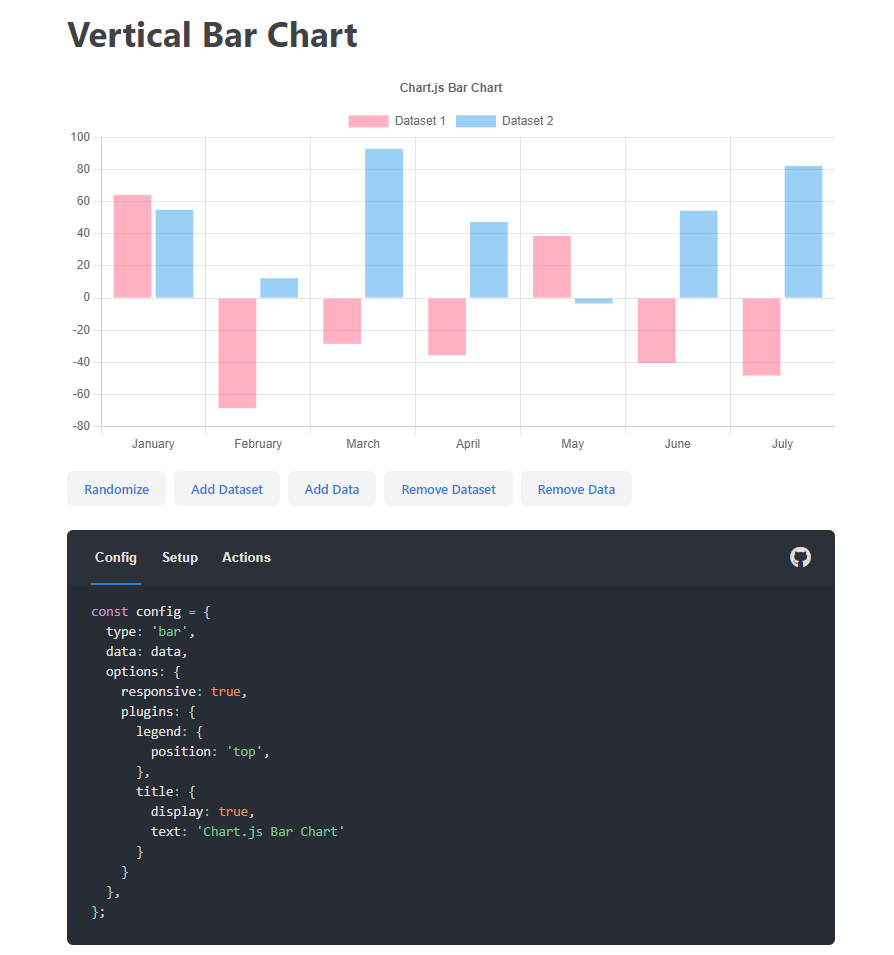 Vertical Bar Chart
Chart.js Bar Chart
Dataset 1 Dataset 2
100
80
60
40
20
0
-20
-40
-60
-80
January February March April May June July
Randomize Add Dataset Add Data Remove Dataset Remove Data
Config Setup Actions
const config = {
  type: 'bar',
  data: data,
  options: {
    responsive: true,
    plugins: {
      legend: {
        position: 'top',
      },
      title: {
        display: true,
        text: 'Chart.js Bar Chart'
      }
    }
  },
};